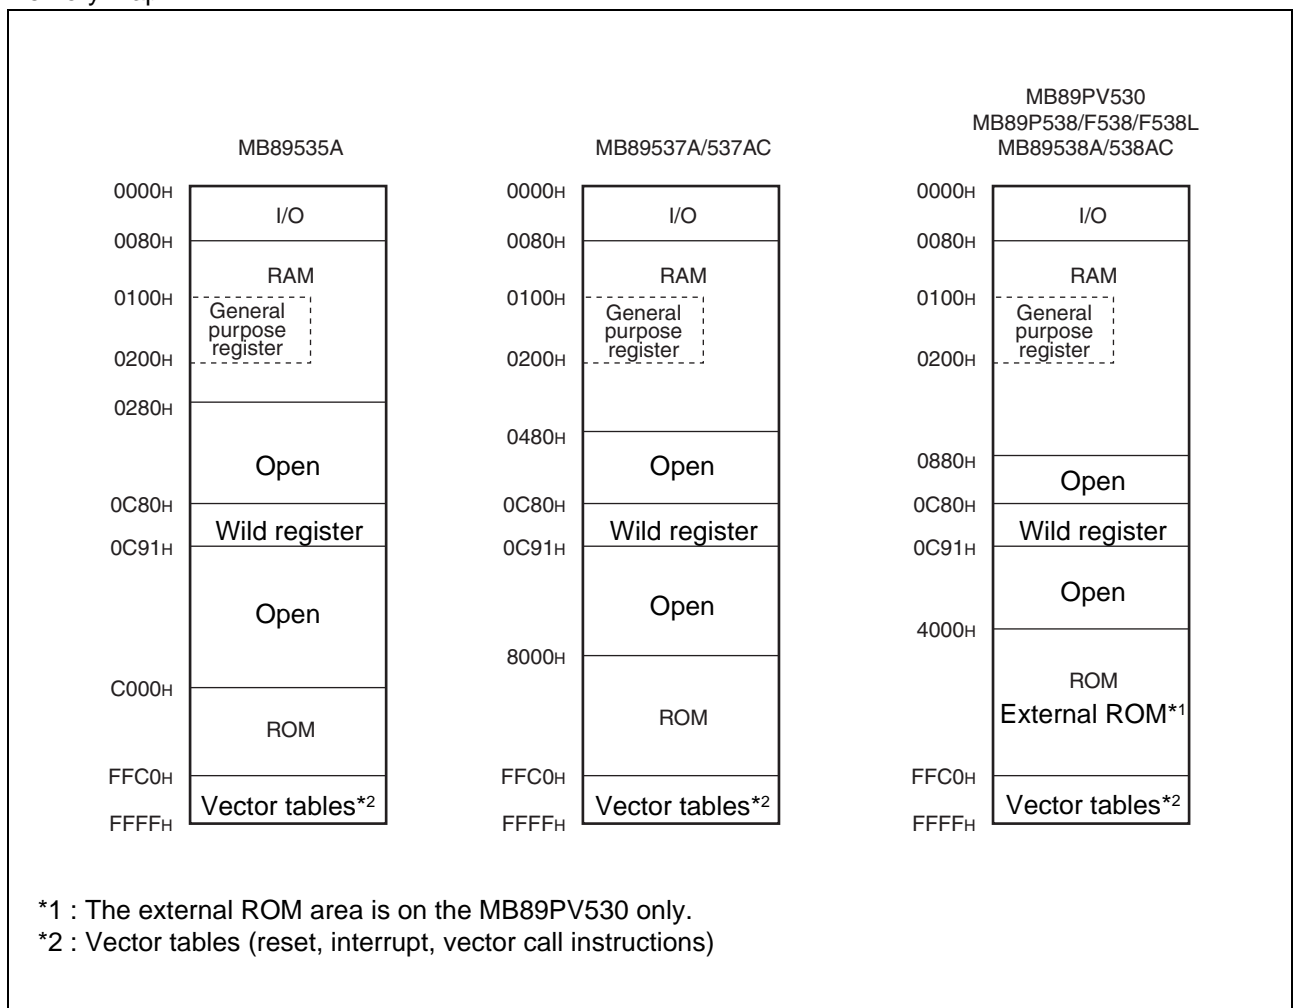 MB89535A
0000H
I/O
0080H
RAM
0100H
General
purpose
register
0200H
0280H
Open
0C80H
Wild register
0C91H
Open
C000H
ROM
FFC0H
Vector tables*2
FFFFH
MB89537A/537AC
0000H
I/O
0080H
RAM
0100H
General
purpose
register
0200H
0480H
Open
0C80H
Wild register
0C91H
Open
8000H
ROM
FFC0H
Vector tables*2
FFFFH
MB89PV530
MB89P538/F538/F538L
MB89538A/538AC
0000H
I/O
0080H
RAM
0100H
General
purpose
register
0200H
0880H
Open
0C80H
Wild register
0C91H
Open
4000H
ROM
External ROM*1
FFC0H
Vector tables*2
FFFFH
*1 : The external ROM area is on the MB89PV530 only.
*2 : Vector tables (reset, interrupt, vector call instructions)